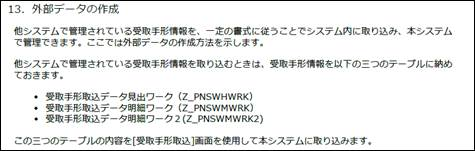 13．外部データの作成
他システムで管理されている受取手形情報を、一定の書式に従うことでシステム内に取り込み、本システム
で管理できます。ここでは外部データの作成方法を示します。
他システムで管理されている受取手形情報を取り込むときは、受取手形情報を以下の三つのテーブルに納め
ておきます。
• 受取手形取込データ見出ワーク（Z_PNSWHWRK）
• 受取手形取込データ明細ワーク（Z_PNSWMWRK）
• 受取手形取込データ明細ワーク２(Z_PNSWMWRK2)
この三つのテーブルの内容を[受取手形取込]画面を使用して本システムに取り込みます。